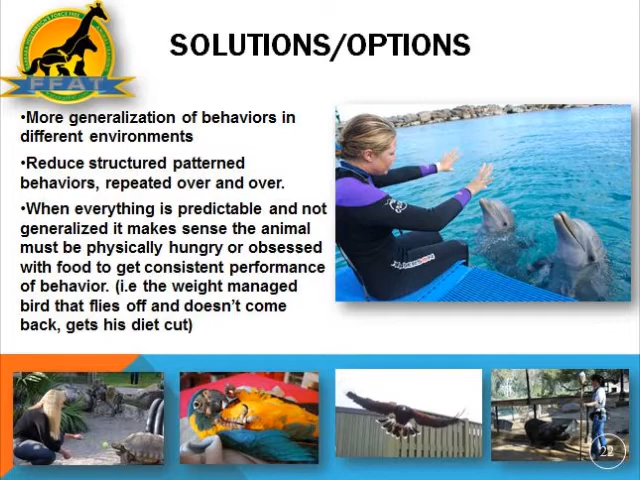 SOLUTIONS/OPTIONS
FFAT
•More generalization of behaviors in
different environments
•Reduce structured patterned
behaviors, repeated over and over.
•When everything is predictable and not
generalized it makes sense the animal
must be physically hungry or obsessed
with food to get consistent performance
of behavior. (i.e the weight managed
bird that flies off and doesn't come
back, gets his diet cut)
22